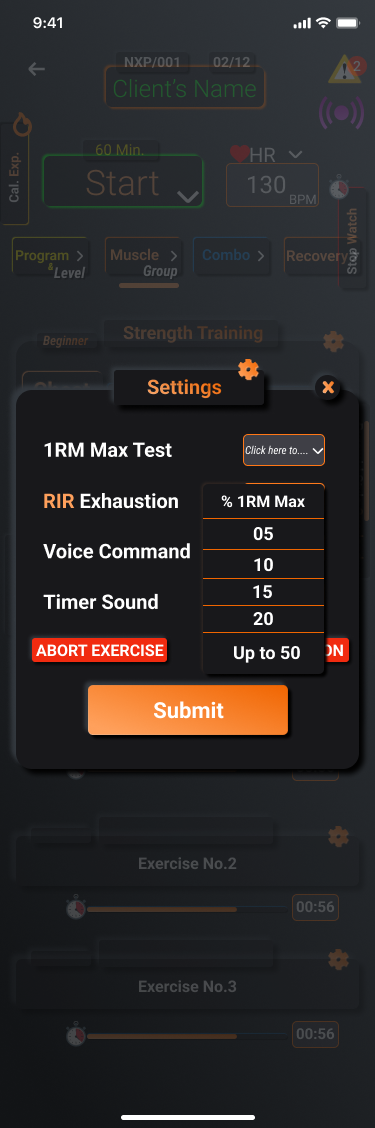 9:41
NXP/001
02/12
2
Client's Name
Cal. Exp.
60 Min.
HR
Start
130
BPM
Stop Watch
Program
&
Level
Muscle
Group
Combo
Recovery
Strength Training
Beginner
Settings
x
1RM Max Test
Click here to....
RIR Exhaustion
% 1RM Max
05
Voice Command
10
15
Timer Sound
20
ABORT EXERCISE
Up to 50
ON
Submit
Exercise No.2
00:56
Exercise No.3
00:56